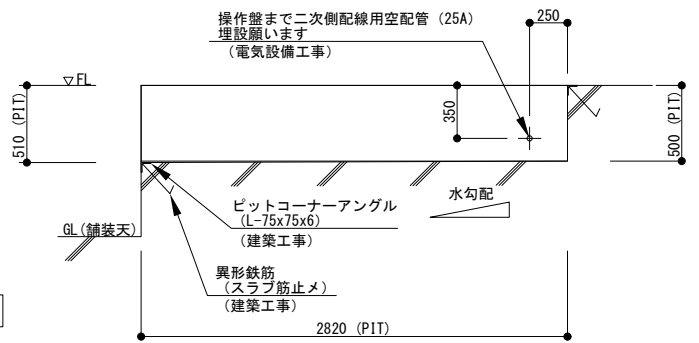 操作盤まで二次側配線用空配管 (25A)
埋設願います
(電気設備工事)
250
▽FL
510 (PIT)
350
500 (PIT)
水勾配
ピットコーナーアングル
(L-75x75x6)
(建築工事)
GL(舗装天)
異形鉄筋
(スラブ筋止メ)
(建築工事)
2820 (PIT)